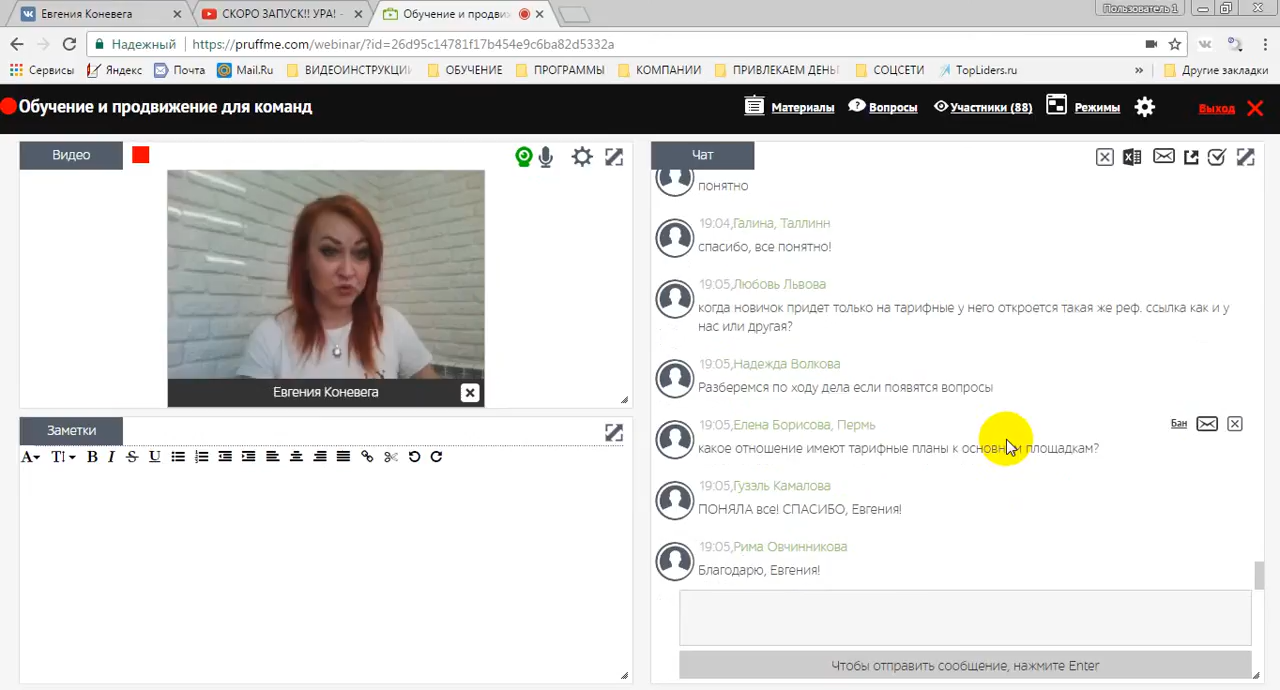 Евгения Коневега
СКОРО ЗАПУСК!! УРА! -
Обучение и продвиж
Пользователь 1
Надежный
https://pruffme.com/webinar/?id=26d95c14781f17b454e9c6ba82d5332a
Сервисы
Яндекс
Почта
Mail.Ru
ВИДЕОИНСТРУКЦИ
ОБУЧЕНИЕ
ПРОГРАММЫ
КОМПАНИИ
ПРИВЛЕКАЕМ ДЕНЬ
СОЦСЕТИ
TopLiders.ru
»
Другие закладки
Обучение и продвижение для команд
Материалы
Вопросы
Участники (88)
Режимы
Выход
Видео
Евгения Коневега
Заметки
Чат
понятно
19:04,Галина, Таллинн
спасибо, все понятно!
19:05,Любовь Львова
когда новичок придет только на тарифные у него откроется такая же реф. ссылка как и у
нас или другая?
19:05,Надежда Волкова
Разберемся по ходу дела если появятся вопросы
19:05,Елена Борисова, Пермь
Бан
какое отношение имеют тарифные планы к основным площадкам?
19:05,Гузэль Камалова
ПОНЯЛА все! СПАСИБО, Евгения!
19:05,Рима Овчинникова
Благодарю, Евгения!
Чтобы отправить сообщение, нажмите Enter